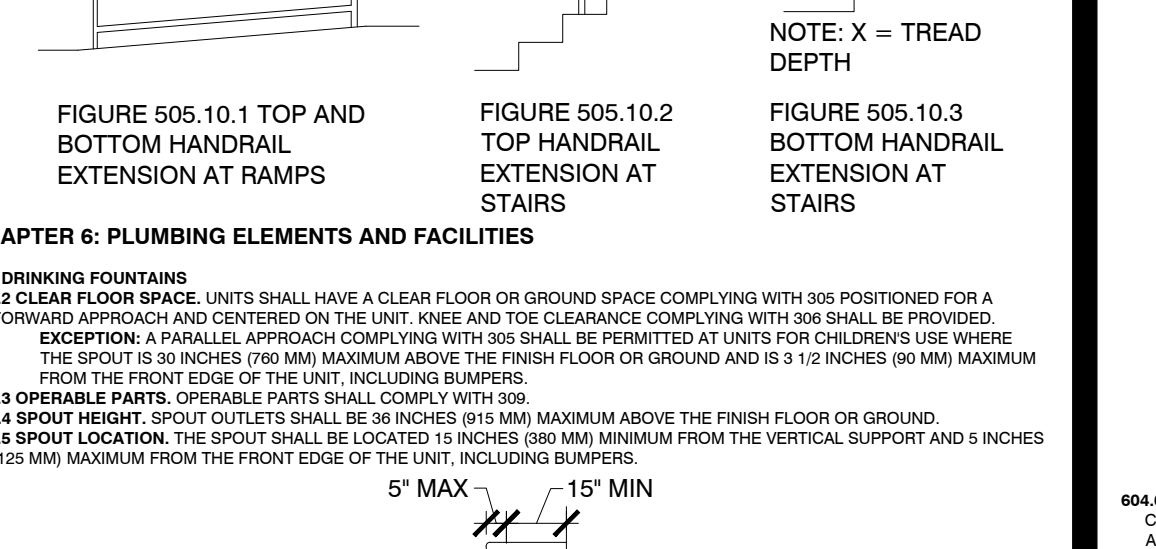 NOTE: X = TREAD
DEPTH
FIGURE 505.10.1 TOP AND
BOTTOM HANDRAIL
EXTENSION AT RAMPS
FIGURE 505.10.2
TOP HANDRAIL
EXTENSION AT
STAIRS
FIGURE 505.10.3
BOTTOM HANDRAIL
EXTENSION AT
STAIRS
APTER 6: PLUMBING ELEMENTS AND FACILITIES
DRINKING FOUNTAINS
.2 CLEAR FLOOR SPACE. UNITS SHALL HAVE A CLEAR FLOOR OR GROUND SPACE COMPLYING WITH 305 POSITIONED FOR A
FORWARD APPROACH AND CENTERED ON THE UNIT. KNEE AND TOE CLEARANCE COMPLYING WITH 306 SHALL BE PROVIDED.
EXCEPTION: A PARALLEL APPROACH COMPLYING WITH 305 SHALL BE PERMITTED AT UNITS FOR CHILDREN'S USE WHERE
THE SPOUT IS 30 INCHES (760 MM) MAXIMUM ABOVE THE FINISH FLOOR OR GROUND AND IS 3 1/2 INCHES (90 MM) MAXIMUM
FROM THE FRONT EDGE OF THE UNIT, INCLUDING BUMPERS.
.3 OPERABLE PARTS. OPERABLE PARTS SHALL COMPLY WITH 309.
.4 SPOUT HEIGHT. SPOUT OUTLETS SHALL BE 36 INCHES (915 MM) MAXIMUM ABOVE THE FINISH FLOOR OR GROUND.
.5 SPOUT LOCATION. THE SPOUT SHALL BE LOCATED 15 INCHES (380 MM) MINIMUM FROM THE VERTICAL SUPPORT AND 5 INCHES
125 MM) MAXIMUM FROM THE FRONT EDGE OF THE UNIT, INCLUDING BUMPERS.
5" MAX
15" MIN
604.
C
A